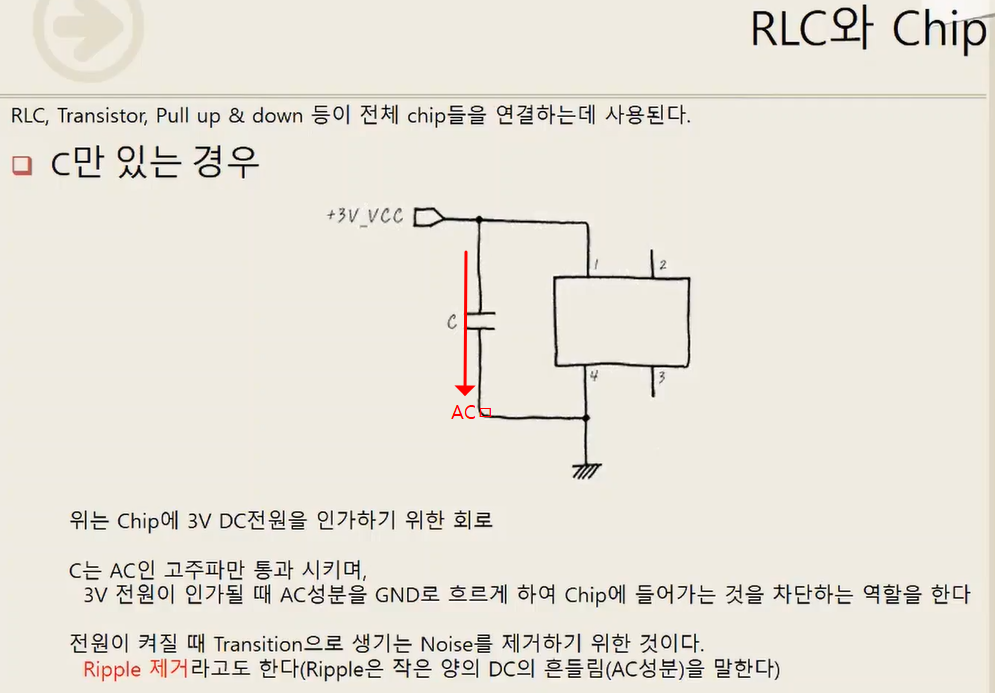 RLC와 Chip
RLC, Transistor, Pull up & down 등이 전체 chip들을 연결하는데 사용된다.
C만 있는 경우
+3V_VCC
1
2
C
4
3
ACㅁ
위는 Chip에 3V DC전원을 인가하기 위한 회로
C는 AC인 고주파만 통과 시키며,
3V 전원이 인가될 때 AC성분을 GND로 흐르게 하여 Chip에 들어가는 것을 차단하는 역할을 한다
전원이 켜질 때 Transition으로 생기는 Noise를 제거하기 위한 것이다.
Ripple 제거라고도 한다(Ripple은 작은 양의 DC의 흔들림(AC성분)을 말한다)